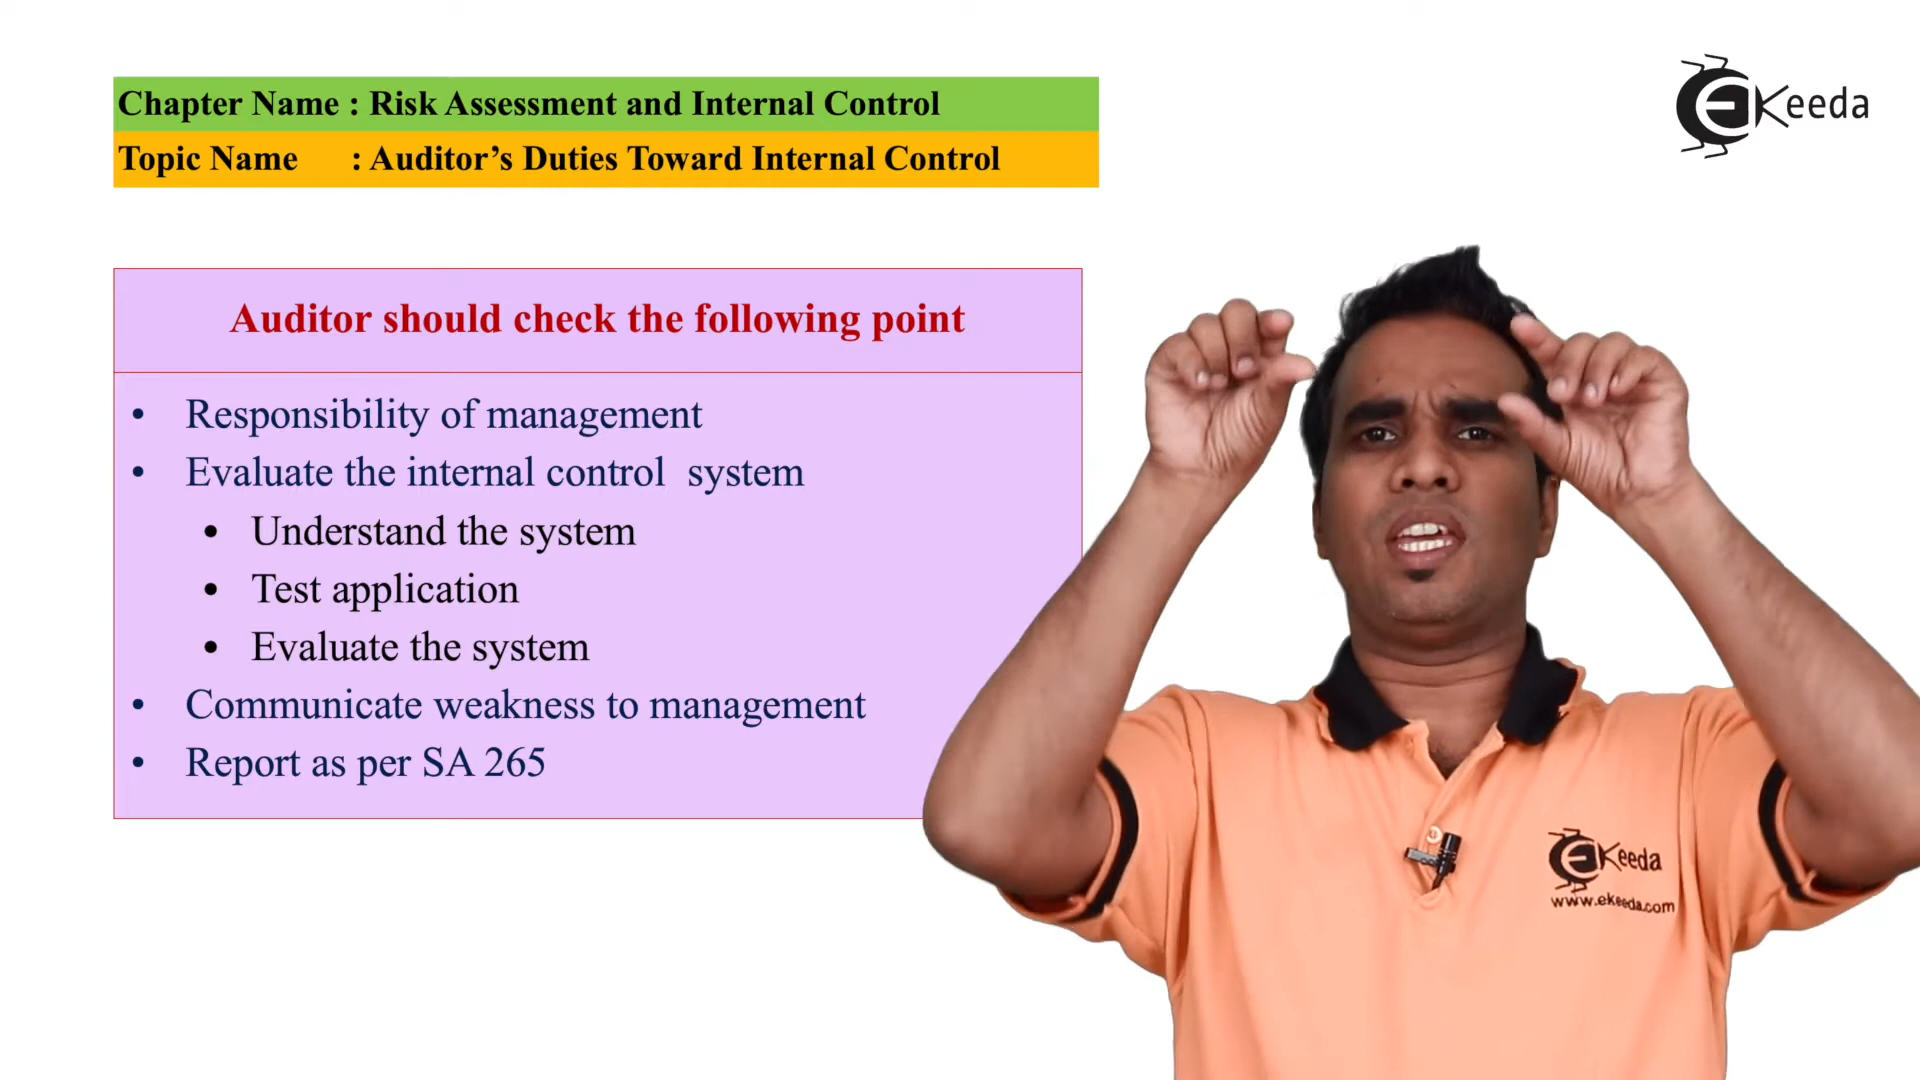 Chapter Name : Risk Assessment and Internal Control
Topic Name : Auditor’s Duties Toward Internal Control
EKeeda
Auditor should check the following point
• Responsibility of management
• Evaluate the internal control system
• Understand the system
• Test application
• Evaluate the system
• Communicate weakness to management
• Report as per SA 265
EKeeda
www.ekeeda.com